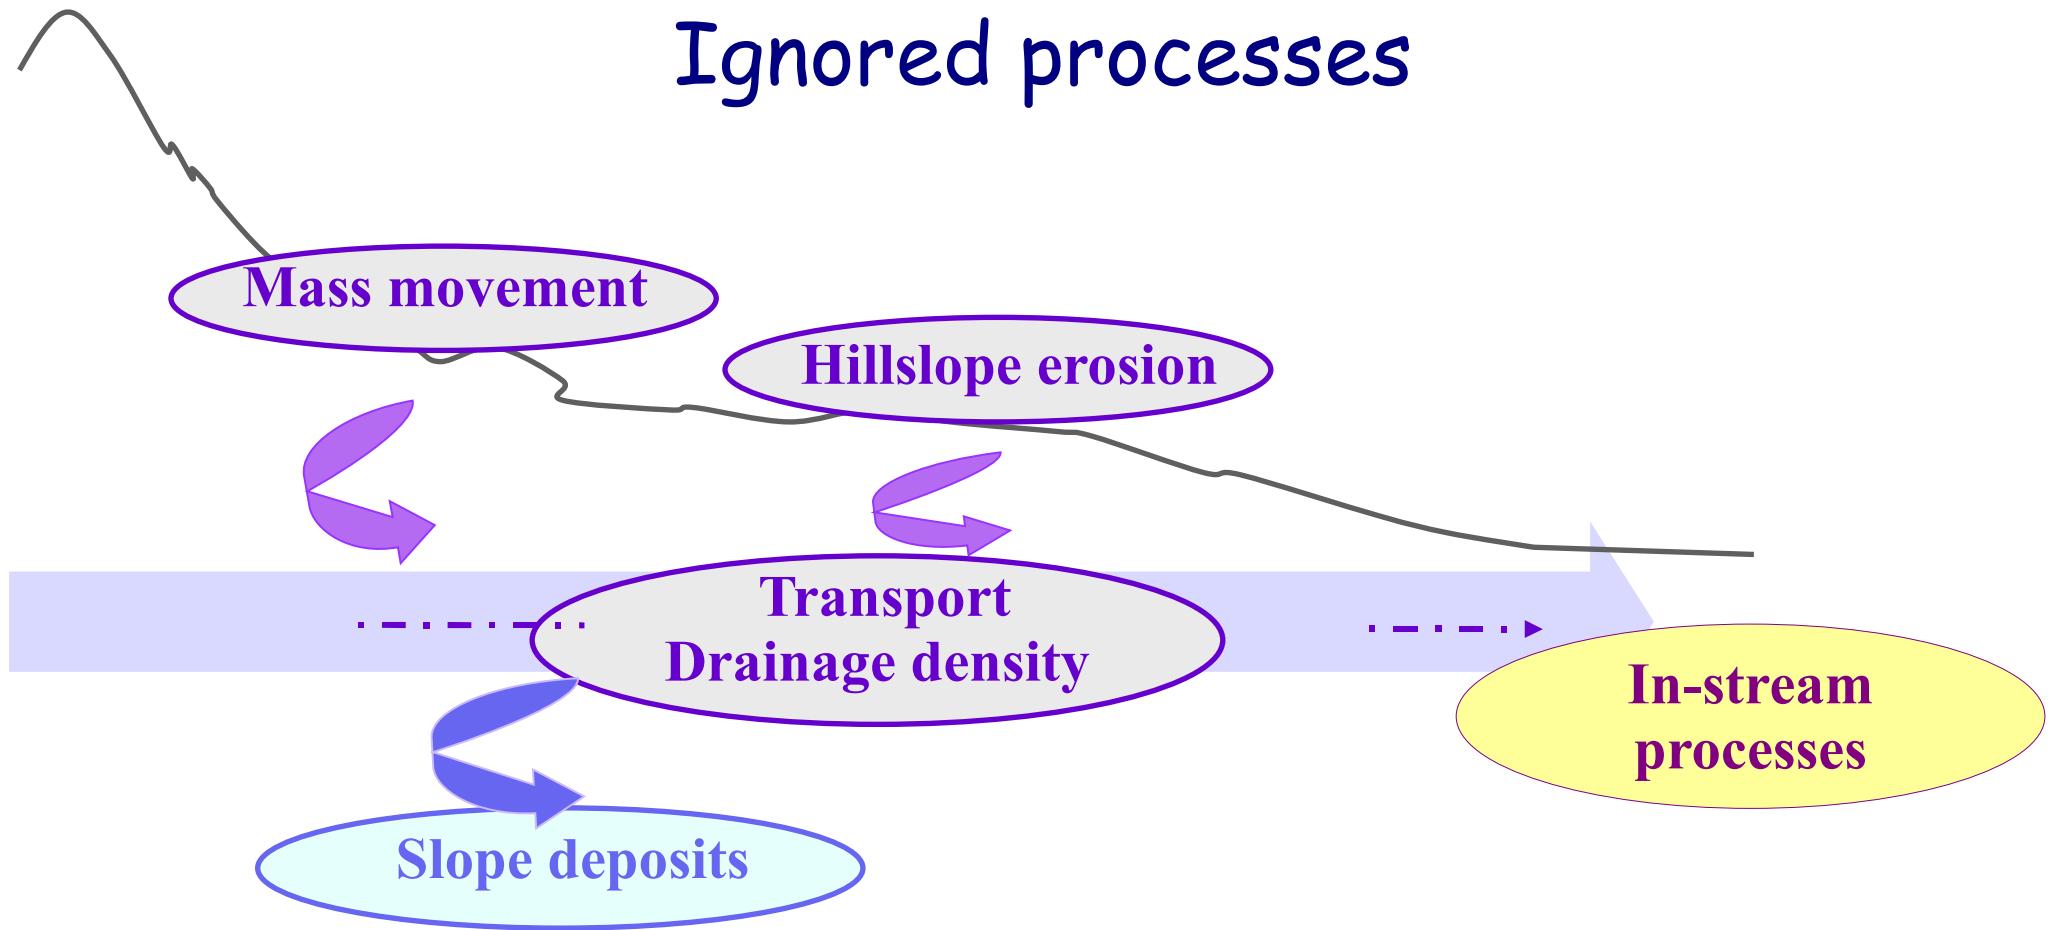 Ignored processes
Mass movement
Hillslope erosion
Transport
Drainage density
In-stream
processes
Slope deposits